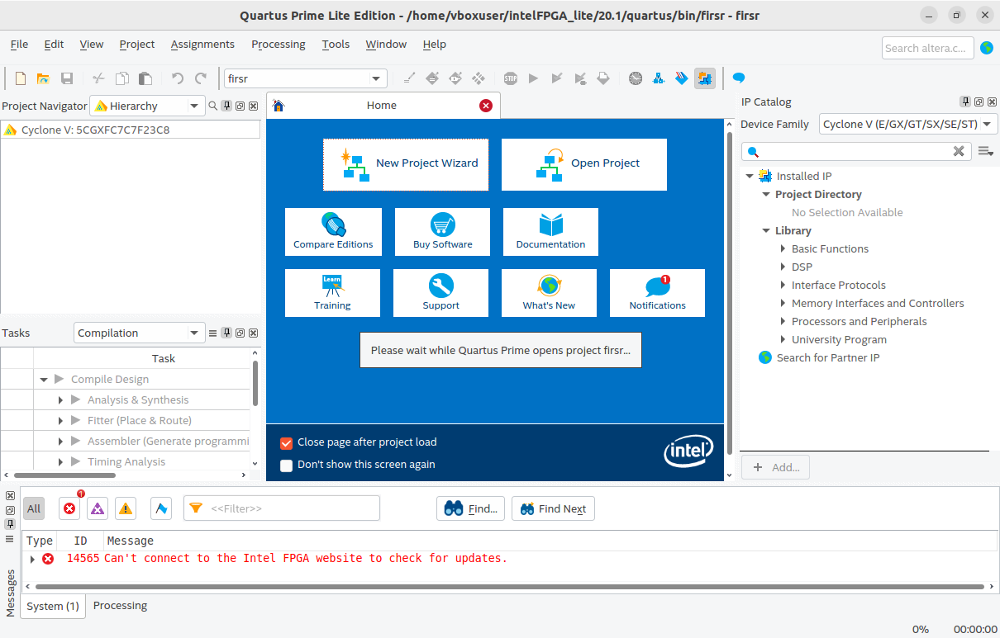 Quartus Prime Lite Edition - /home/vboxuser/intelFPGA_lite/20.1/quartus/bin/firsr - firsr
File Edit View Project Assignments Processing Tools Window Help
Search altera.c...
firsr
STOP
Project Navigator Hierarchy
Cyclone V: 5CGXFC7C7F23C8
Tasks Compilation
Task
Compile Design
Analysis & Synthesis
Fitter (Place & Route)
Assembler (Generate programmi
Timing Analysis
Home
New Project Wizard
Open Project
Compare Editions
Buy Software
Documentation
Learn
Training
Support
What's New
1
Notifications
Please wait while Quartus Prime opens project firsr...
Close page after project load
Don't show this screen again
intel
IP Catalog
Device Family Cyclone V (E/GX/GT/SX/SE/ST)
Installed IP
Project Directory
No Selection Available
Library
Basic Functions
DSP
Interface Protocols
Memory Interfaces and Controllers
Processors and Peripherals
University Program
Search for Partner IP
+ Add...
All
1
<<Filter>>
Find...
Find Next
Type ID Message
14565 Can't connect to the Intel FPGA website to check for updates.
Messages
System (1) Processing
0% 00:00:00